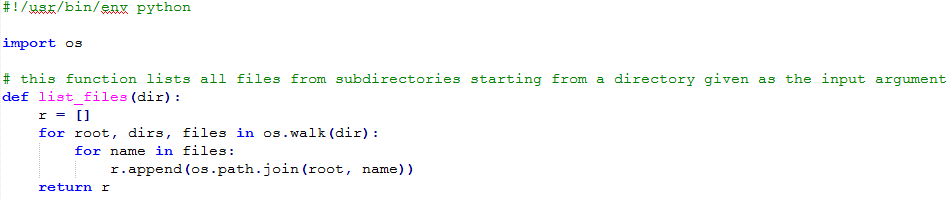 #!/usr/bin/env python
import os
# this function lists all files from subdirectories starting from a directory given as the input argument
def list_files(dir):
    r = []
    for root, dirs, files in os.walk(dir):
        for name in files:
            r.append(os.path.join(root, name))
    return r